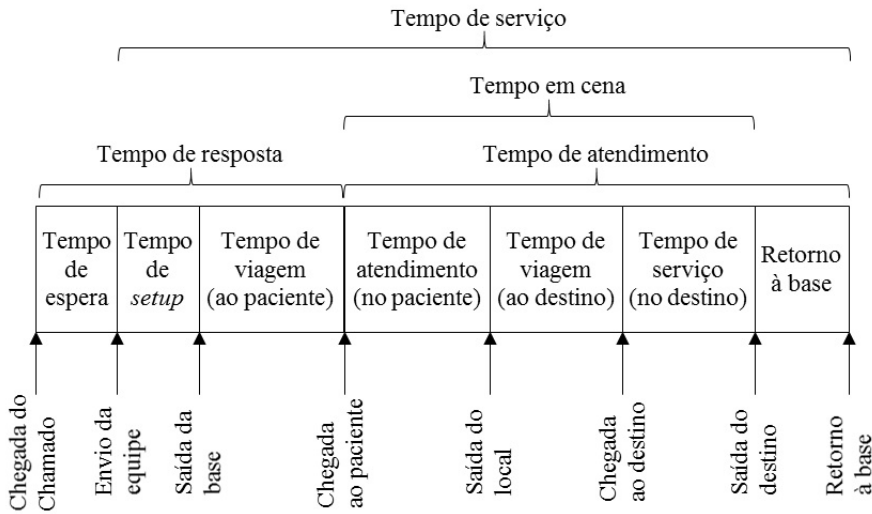 Tempo de serviço
Tempo em cena
Tempo de resposta
Tempo de atendimento
Tempo
de
espera
Tempo
de
setup
Tempo de
viagem
(ao paciente)
Tempo de
atendimento
(no paciente)
Tempo de
viagem
(ao destino)
Tempo de
serviço
(no destino)
Retorno
à base
Chegada do
Chamado
Envio da
equipe
Saída da
base
Chegada
ao paciente
Saída do
local
Chegada
ao destino
Saída do
destino
Retorno
à base